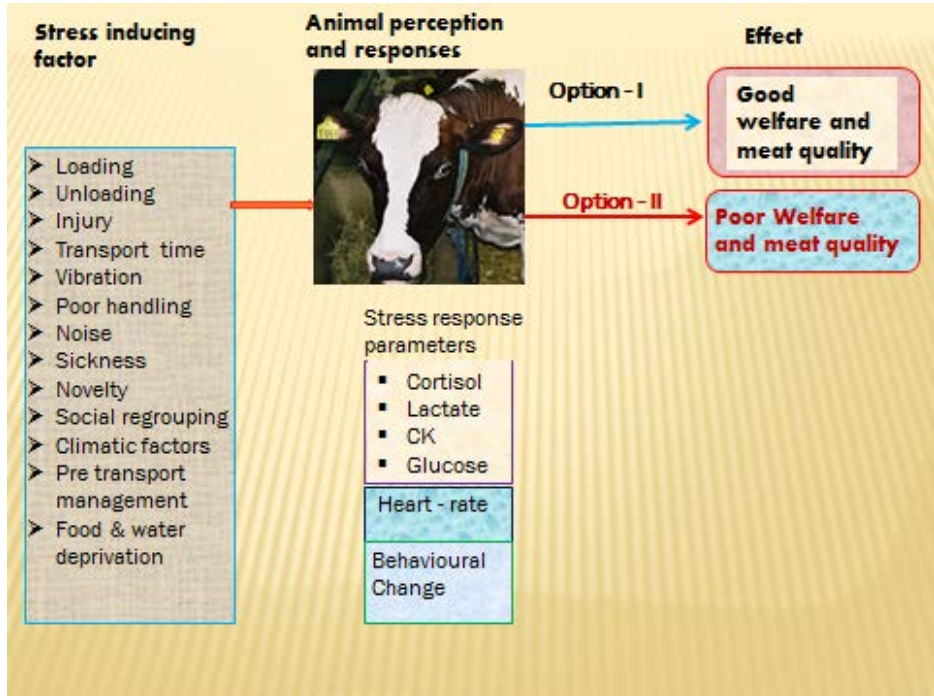 Stress inducing
factor
➢ Loading
➢ Unloading
➢ Injury
➢ Transport time
➢ Vibration
➢ Poor handling
➢ Noise
➢ Sickness
➢ Novelty
➢ Social regrouping
➢ Climatic factors
➢ Pre transport
management
➢ Food & water
deprivation
Animal perception
and responses
Stress response
parameters
▪ Cortisol
▪ Lactate
▪ CK
▪ Glucose
Heart - rate
Behavioural
Change
Option - I
Option - II
Effect
Good
welfare and
meat quality
Poor Welfare
and meat quality